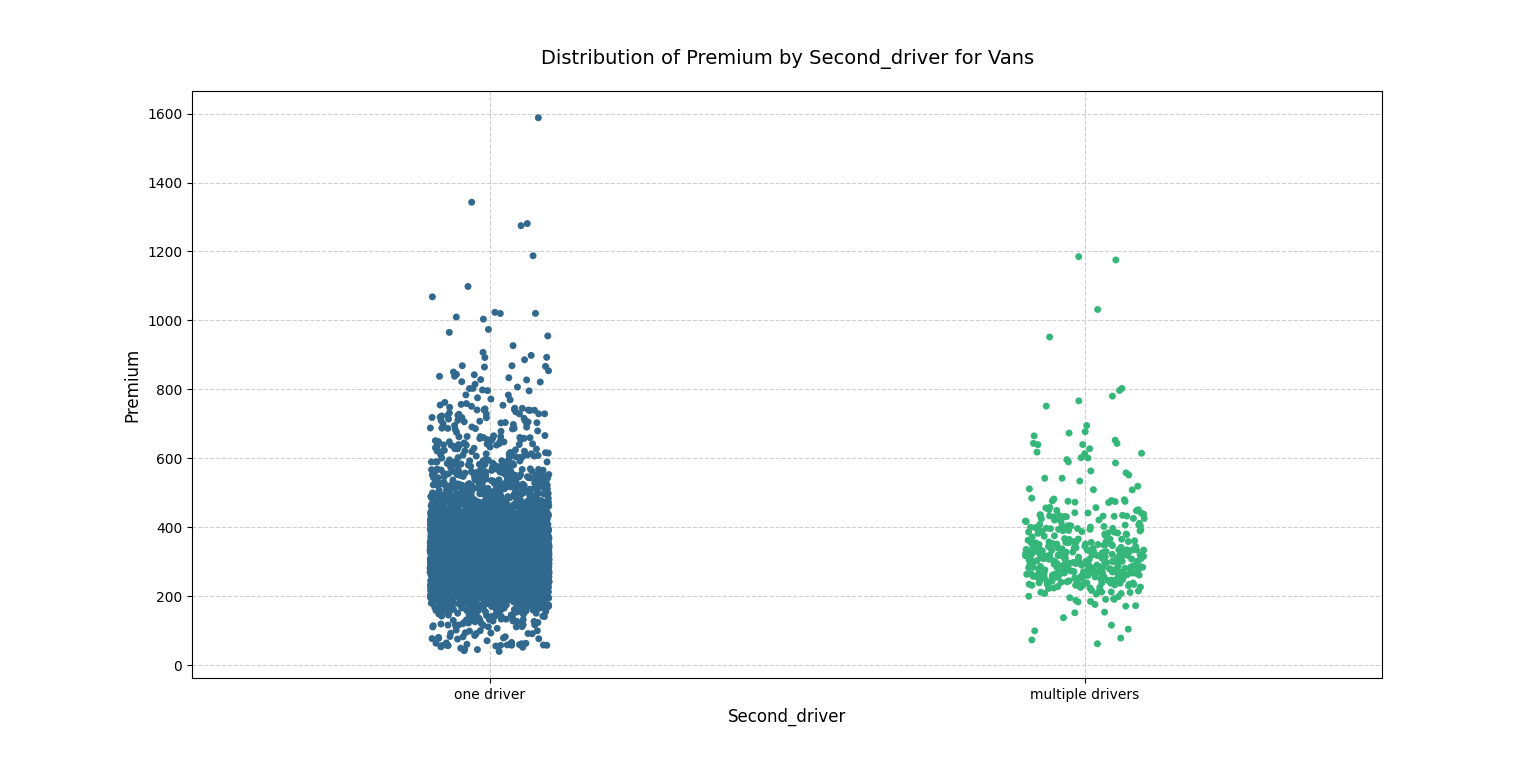 Distribution of Premium by Second_driver for Vans
1600
1400
1200
1000
800
600
400
200
0
Premium
one driver
multiple drivers
Second_driver